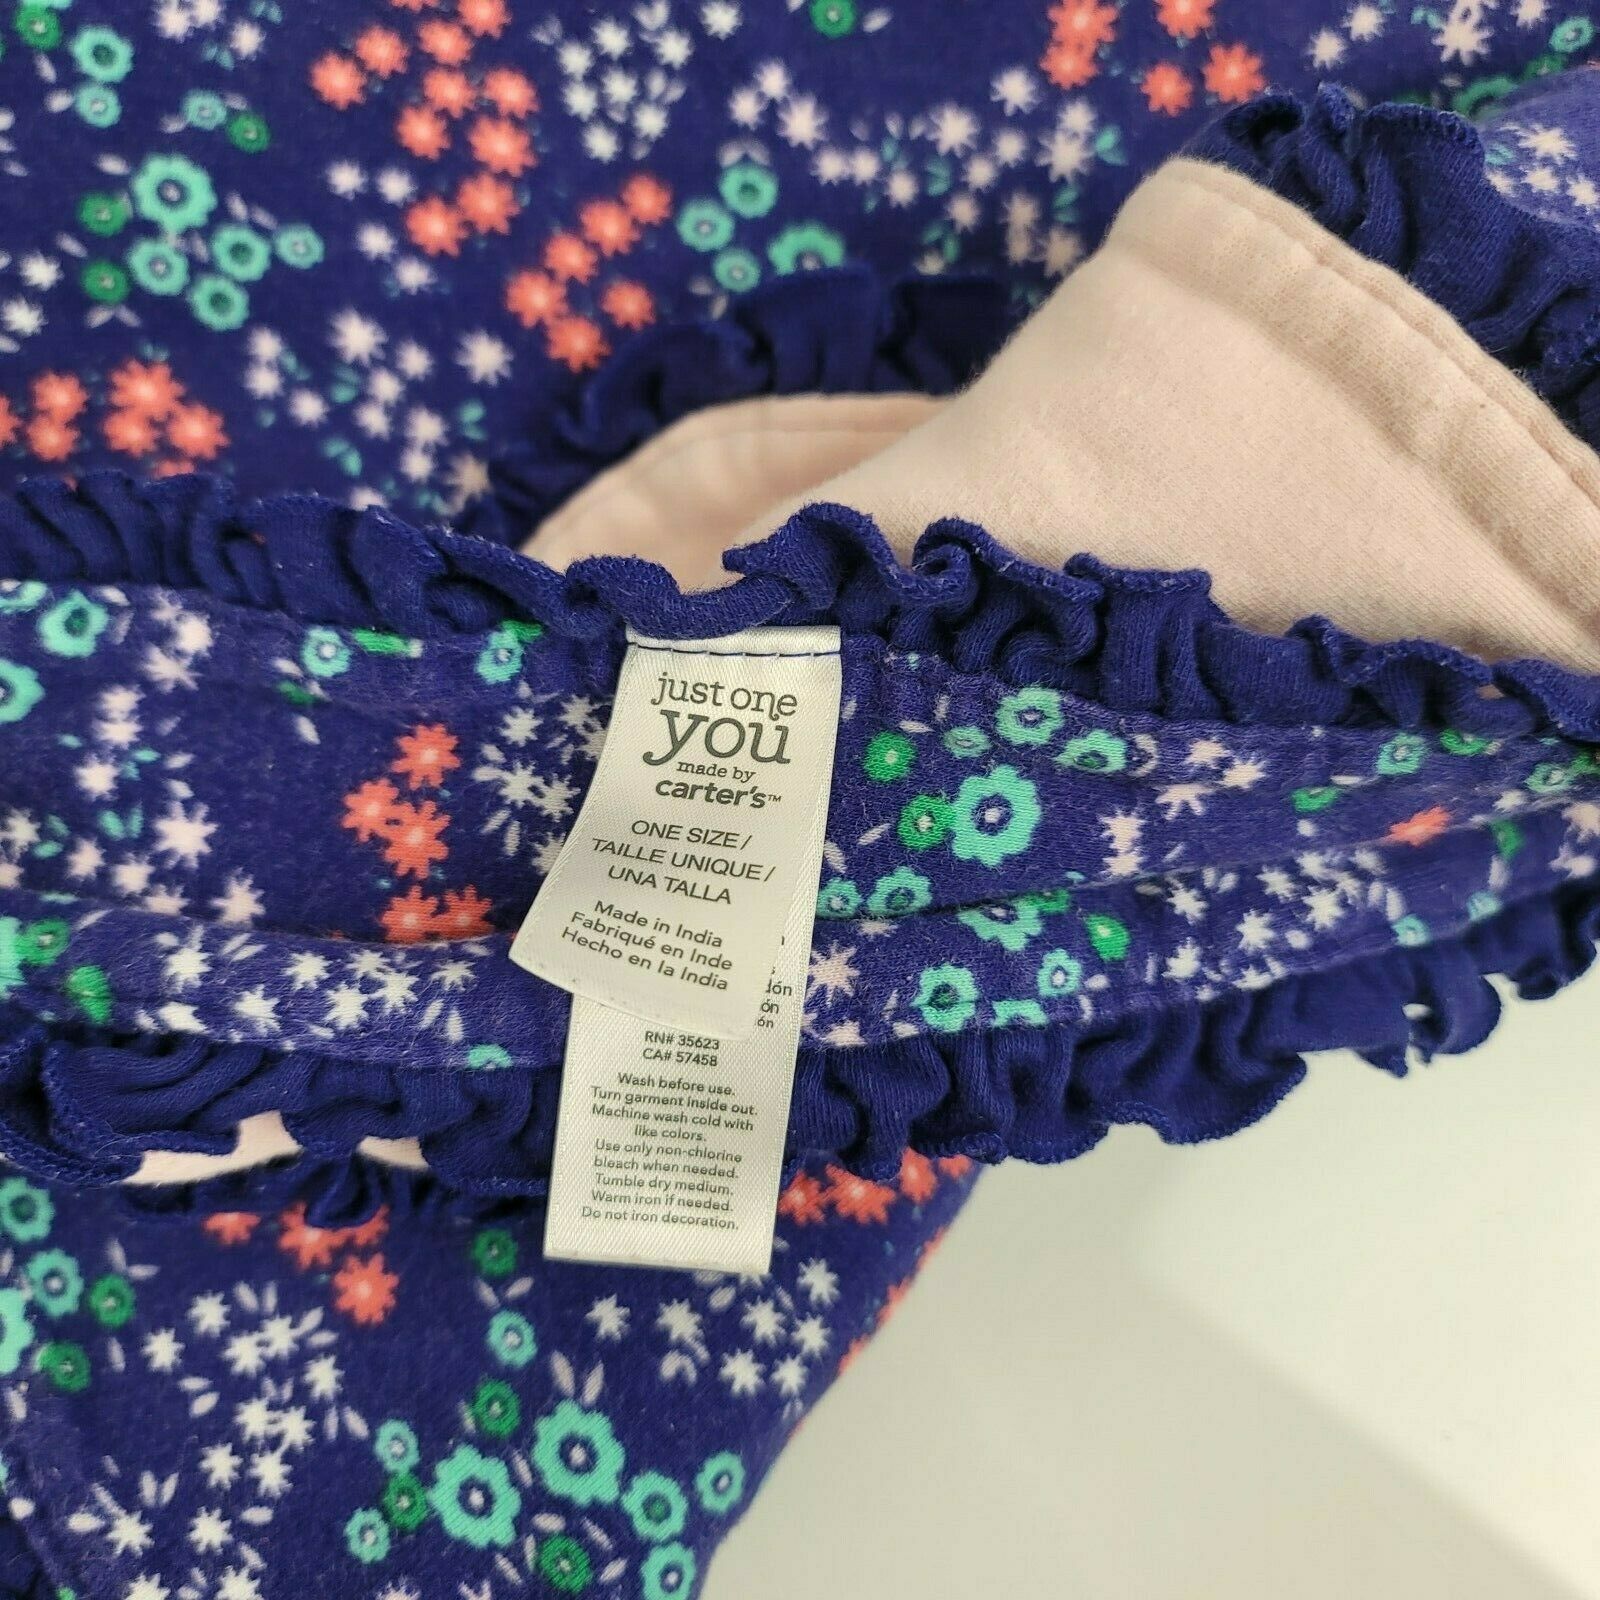 just one
you
made by
carter's™
ONE SIZE /
TAILLE UNIQUE /
UNA TALLA
Made in India
Fabriqué en Inde
Hecho en la India
RN# 35623
CA# 57458
Wash before use.
Turn garment inside out.
Machine wash cold with
like colors.
Use only non-chlorine
bleach when needed.
Tumble dry medium.
Warm iron if needed.
Do not iron decoration.